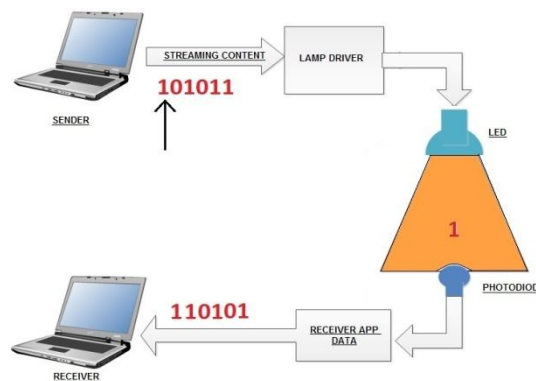 STREAMING CONTENT
101011
SENDER
LAMP DRIVER
LED
1
PHOTODIOD
110101
RECEIVER APP
DATA
RECEIVER